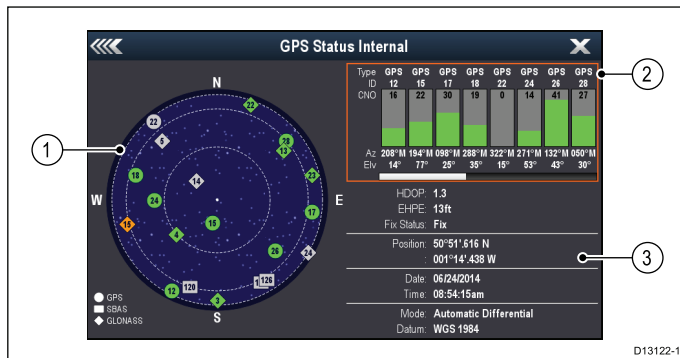 GPS Status Internal
Type GPS GPS GPS GPS GPS GPS GPS GPS
ID 12 15 17 18 22 24 26 28
CNO 16 22 30 19 0 14 41 27
Az 208°M 194°M 098°M 288°M 322°M 271°M 132°M 050°M
Elv 14° 77° 25° 35° 15° 53° 43° 30°
HDOP: 1.3
EHPE: 13ft
Fix Status: Fix
Position: 50°51'.616 N
: 001°14'.438 W
Date: 06/24/2014
Time: 08:54:15am
Mode: Automatic Differential
Datum: WGS 1984
N
22
22
5
28
13
18
14
23
W
E
24
17
15
15
4
26
24
120
126
12
3
S
GPS
SBAS
GLONASS
1
2
3
D13122-1